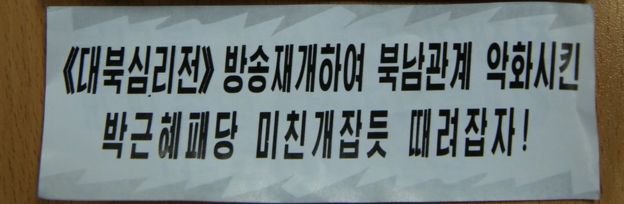 《대북심리전》 방송재개하여 북남관계 악화시킨
박근혜패당 미친개잡듯 때려잡자!